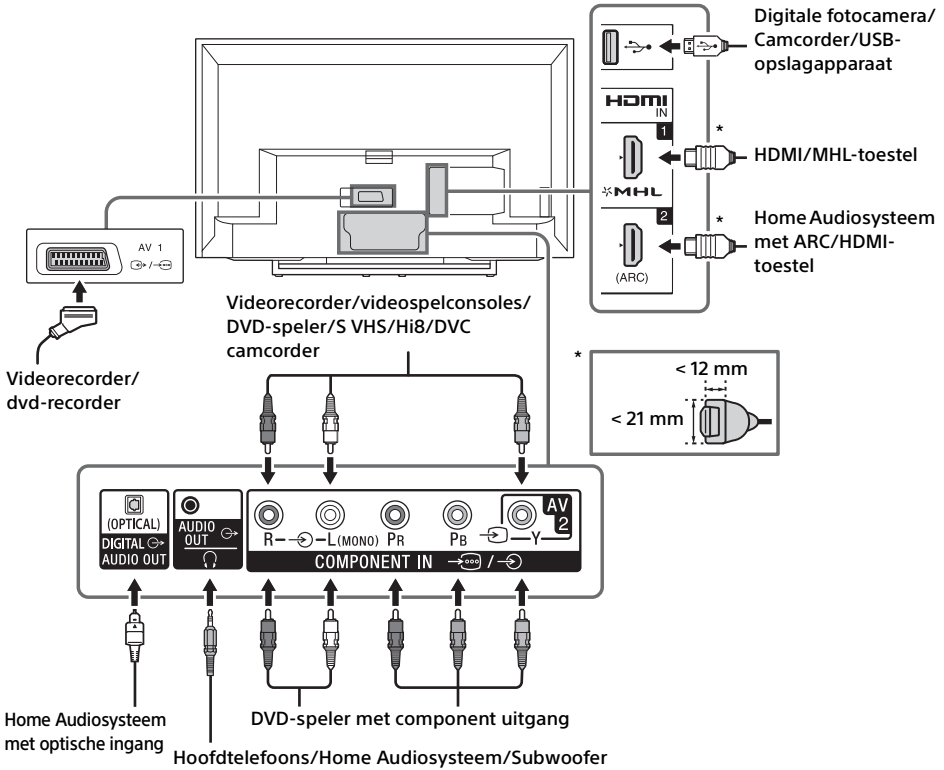 Digitale fotocamera/
Camcorder/USB-
opslagapparaat
HDMI
IN
1
*
HDMI/MHL-toestel
MHL
2
*
Home Audiosysteem
met ARC/HDMI-
toestel
(ARC)
AV 1
Videorecorder/
dvd-recorder
Videorecorder/videospelconsoles/
DVD-speler/S VHS/Hi8/DVC
camcorder
*
< 12 mm
< 21 mm
(OPTICAL)
DIGITAL
AUDIO OUT
AUDIO
OUT
R
L(MONO)
PR
PB
Y
AV
2
COMPONENT IN
/
Home Audiosysteem
met optische ingang
DVD-speler met component uitgang
Hoofdtelefoons/Home Audiosysteem/Subwoofer